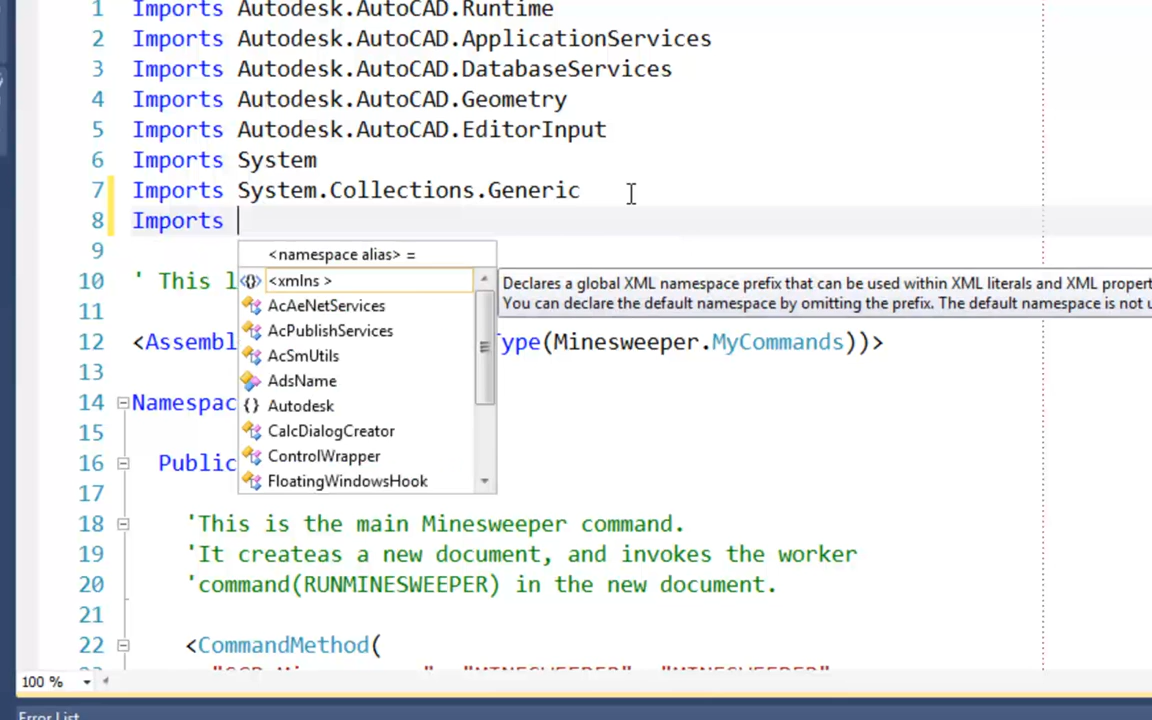 1 Imports Autodesk.AutoCAD.Runtime
2 Imports Autodesk.AutoCAD.ApplicationServices
3 Imports Autodesk.AutoCAD.DatabaseServices
4 Imports Autodesk.AutoCAD.Geometry
5 Imports Autodesk.AutoCAD.EditorInput
6 Imports System
7 Imports System.Collections.Generic
8 Imports
<namespace alias> =
<xmlns >
AcAeNetServices
AcPublishServices
AcSmUtils
AdsName
Autodesk
CalcDialogCreator
ControlWrapper
FloatingWindowsHook
Declares a global XML namespace prefix that can be used within XML literals and XML propert
You can declare the default namespace by omitting the prefix. The default namespace is not u
9
10 ' This l
11
12 <Assembl Type(Minesweeper.MyCommands))>
13
14 Namespac
15
16 Public
17
18 'This is the main Minesweeper command.
19 'It createas a new document, and invokes the worker
20 'command(RUNMINESWEEPER) in the new document.
21
22 <CommandMethod(
100 %
Error List